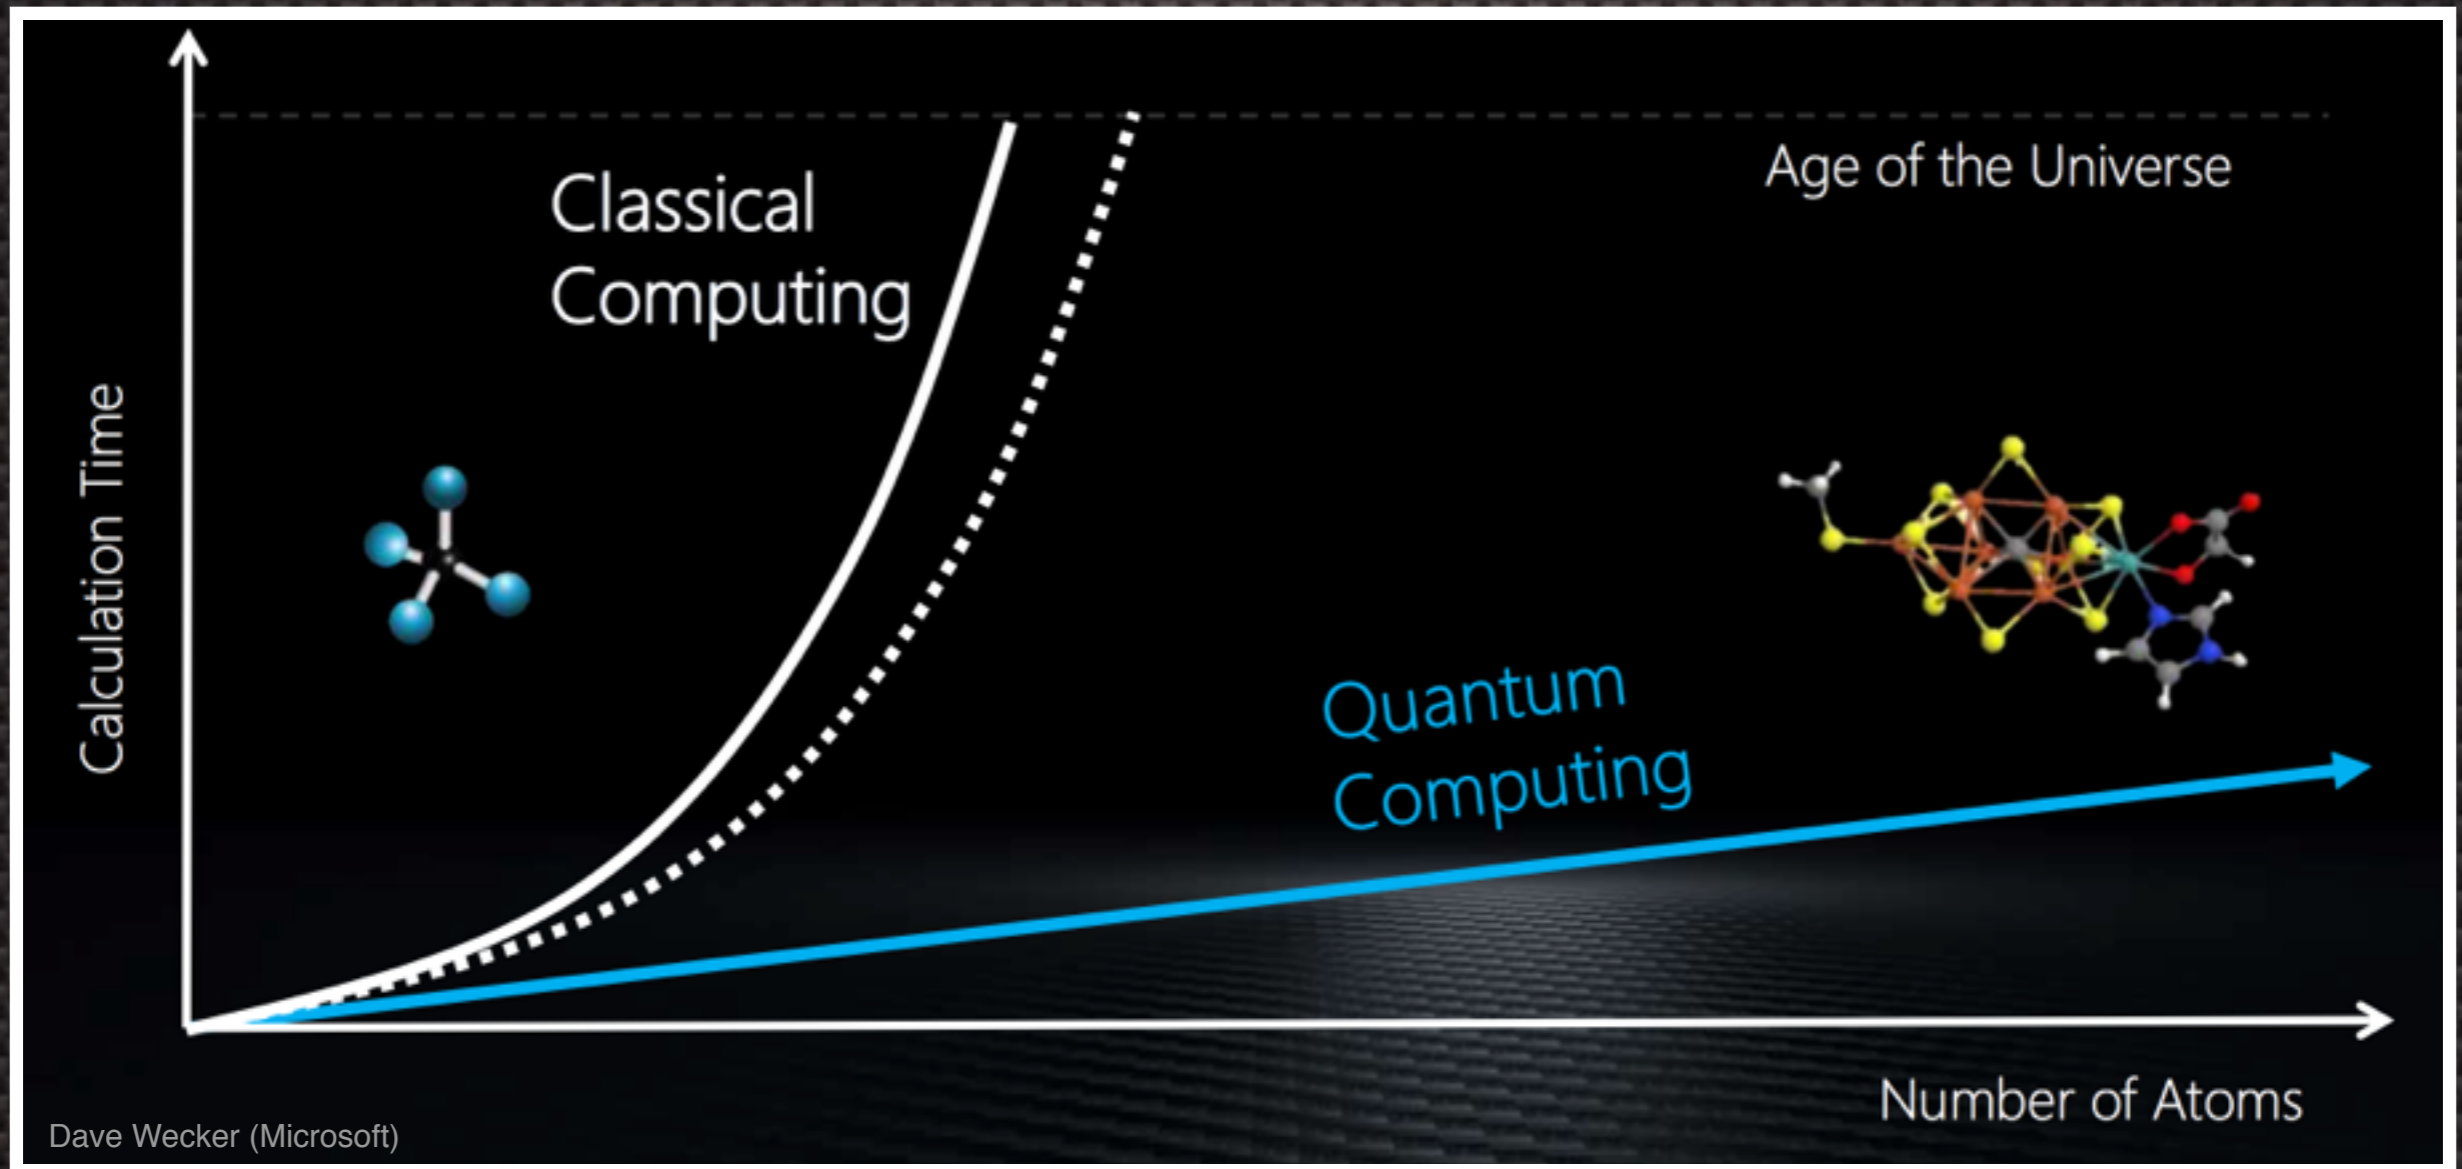 Classical
Computing
Age of the Universe
Calculation Time
Quantum
Computing
Number of Atoms
Dave Wecker (Microsoft)